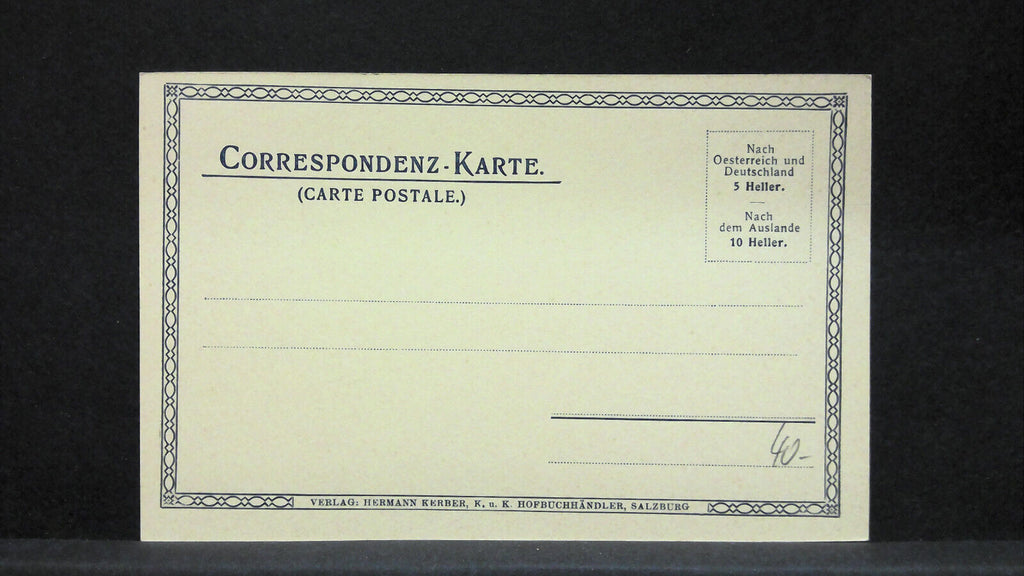 CORRESPONDENZ-KARTE.
(CARTE POSTALE.)
Nach
Oesterreich und
Deutschland
5 Heller.
—
Nach
dem Auslande
10 Heller.
40-
VERLAG: HERMANN KERBER, K. u. K. HOFBUCHHÄNDLER, SALZBURG